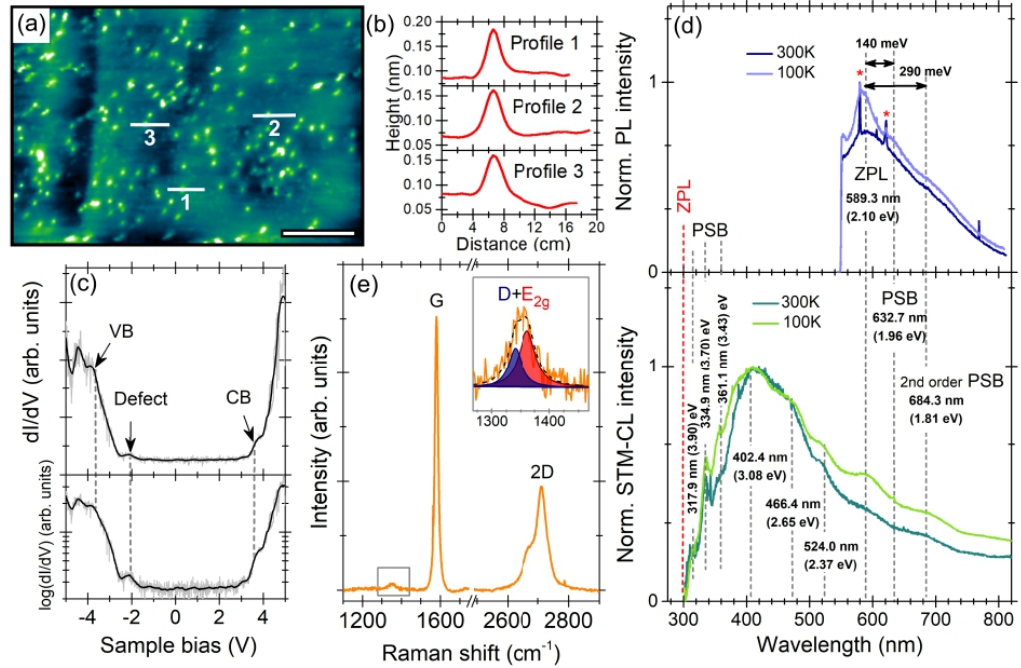 (a)
3
2
1
(b)
Height (nm)
0.20
0.15
0.10
0.15
0.10
0.05
0.15
0.10
0.05
Profile 1
Profile 2
Profile 3
0 4 8 12 16 20
Distance (cm)
(c)
dI/dV (arb. units)
VB
Defect
CB
log(dI/dV) (arb. units)
-4 -2 0 2 4
Sample bias (V)
(e)
Intensity (arb. units)
G
2D
D+E2g
1300 1400
1200 1600 2600 2800
Raman shift (cm-1)
(d)
Norm. PL intensity
1
0
300K
100K
140 meV
290 meV
*
*
ZPL
589.3 nm
(2.10 eV)
ZPL
PSB
Norm. STM-CL intensity
1
0
300K
100K
317.9 nm (3.90) eV
334.9 nm (3.70) eV
361.1 nm (3.43) eV
402.4 nm
(3.08 eV)
466.4 nm
(2.65 eV)
524.0 nm
(2.37 eV)
PSB
632.7 nm
(1.96 eV)
2nd order PSB
684.3 nm
(1.81 eV)
300 400 500 600 700 800
Wavelength (nm)